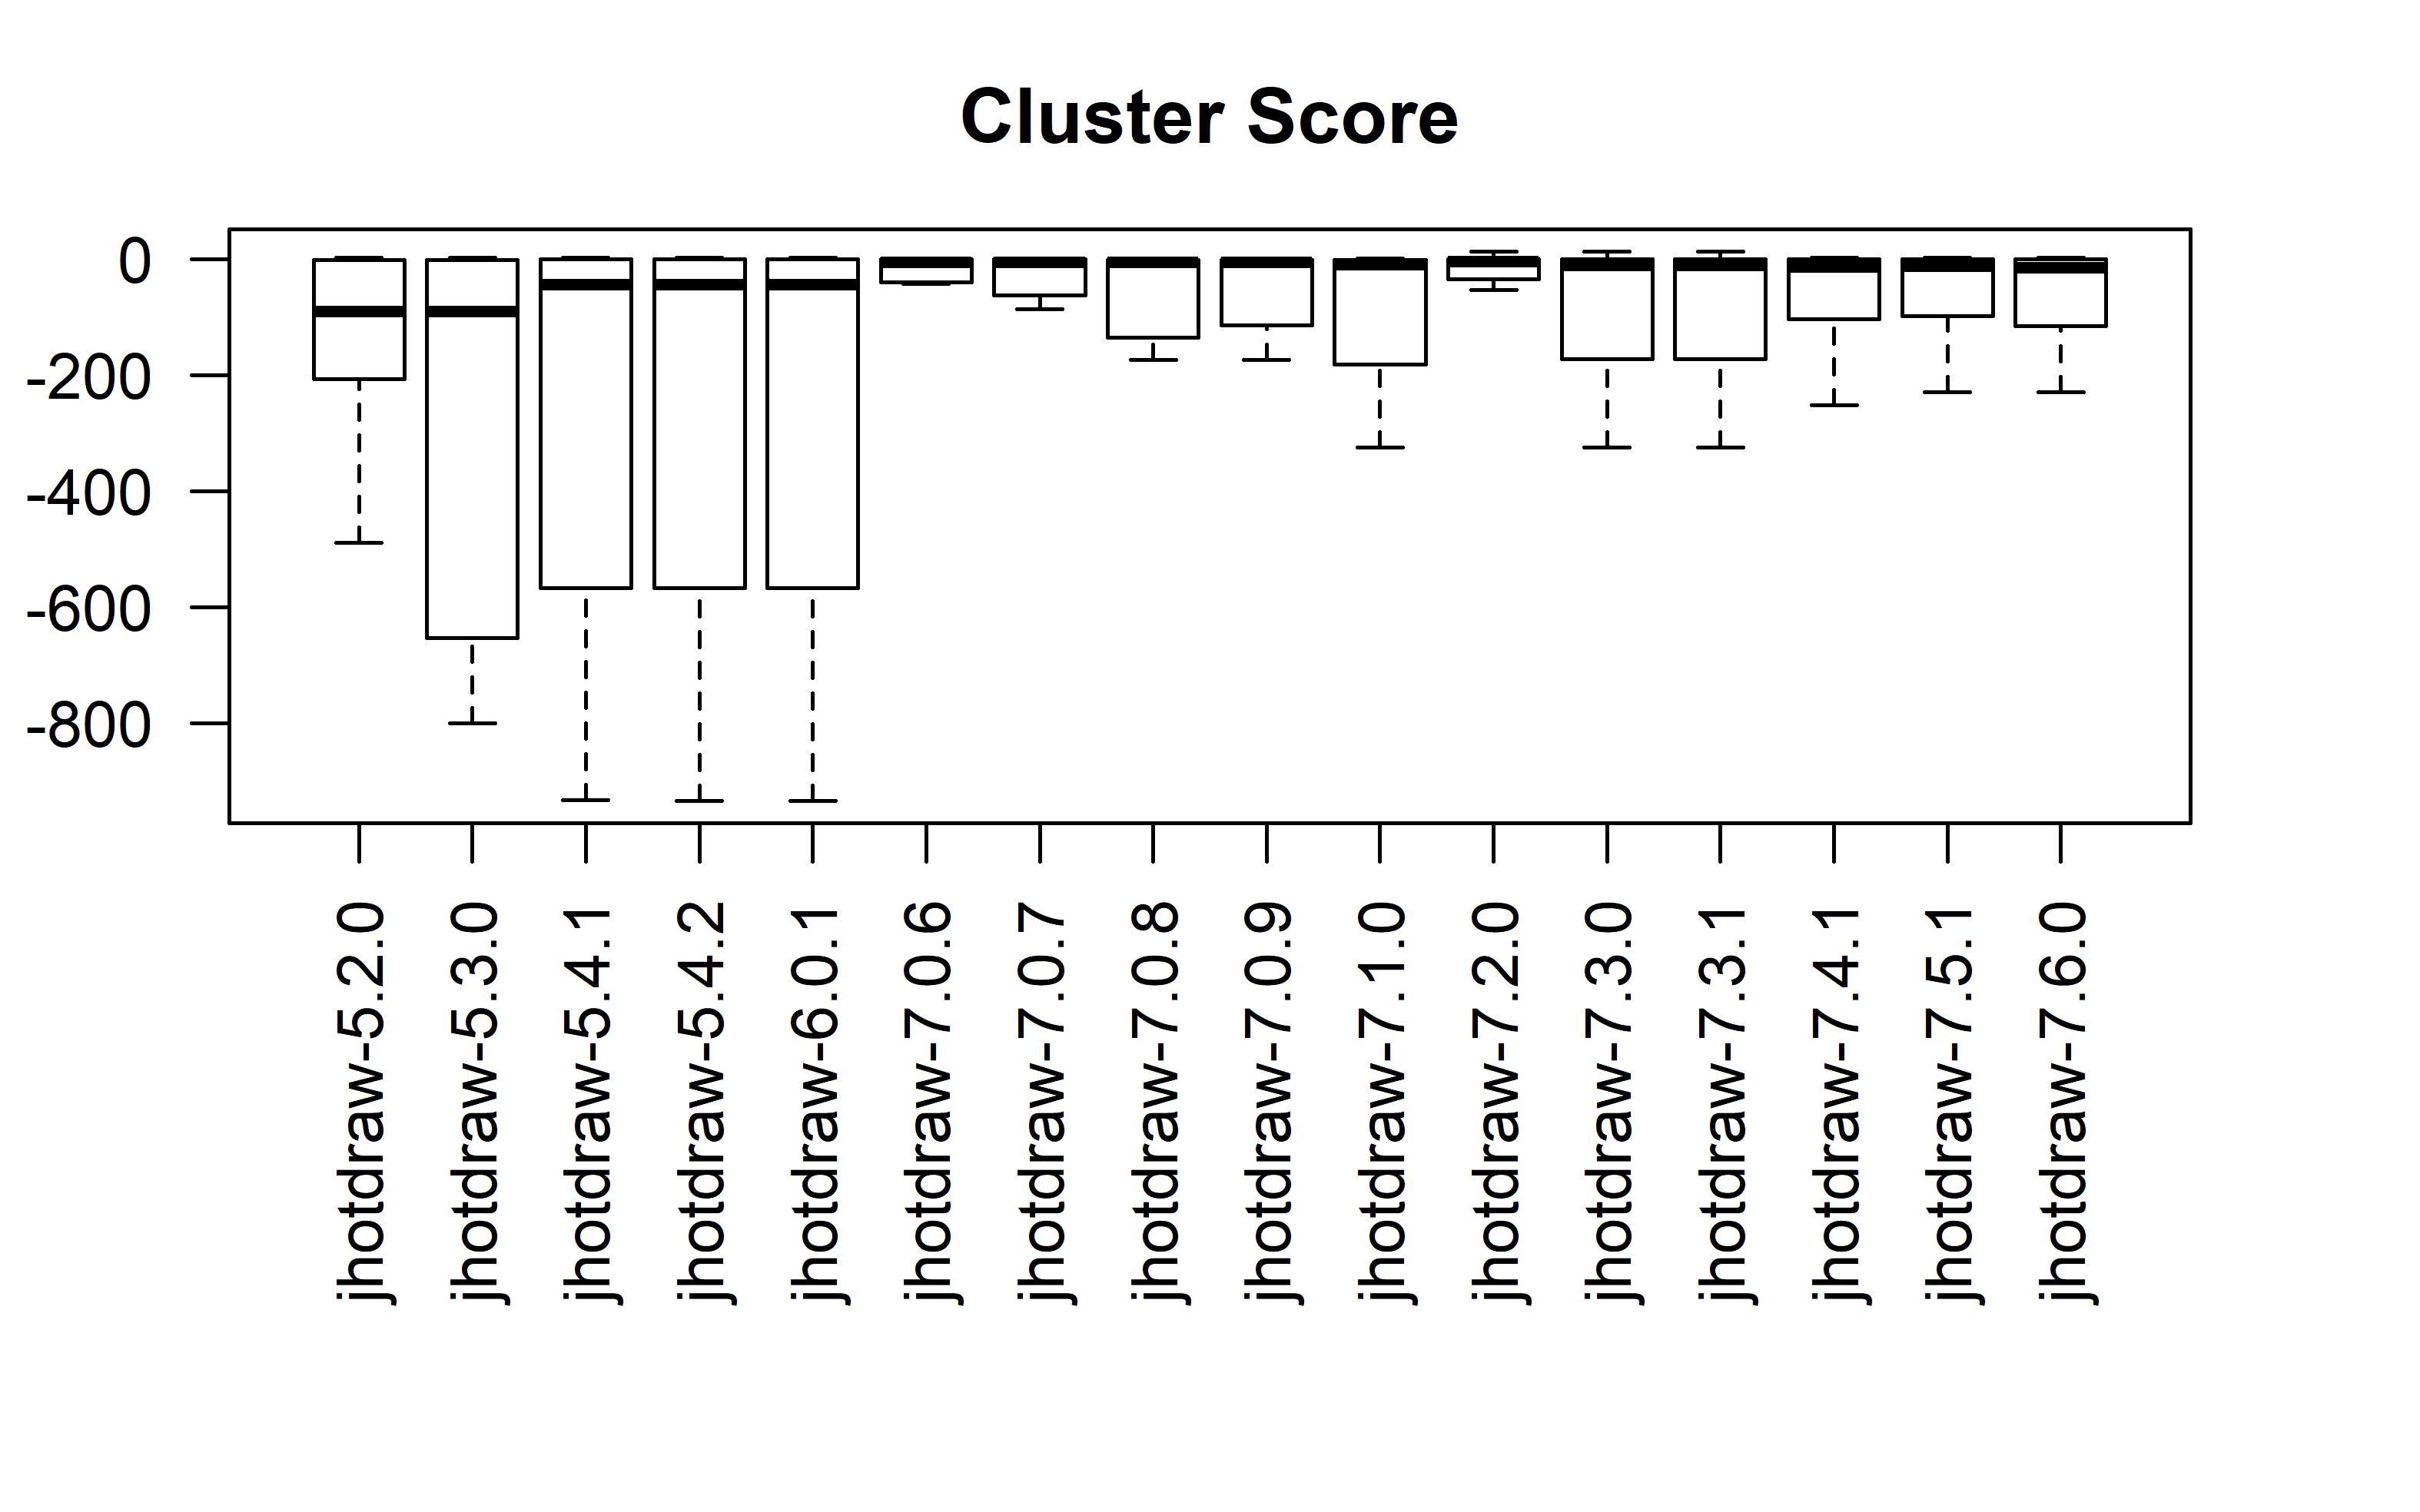 Cluster Score
0
-200
-400
-600
-800
jhotdraw-5.2.0
jhotdraw-5.3.0
jhotdraw-5.4.1
jhotdraw-5.4.2
jhotdraw-6.0.1
jhotdraw-7.0.6
jhotdraw-7.0.7
jhotdraw-7.0.8
jhotdraw-7.0.9
jhotdraw-7.1.0
jhotdraw-7.2.0
jhotdraw-7.3.0
jhotdraw-7.3.1
jhotdraw-7.4.1
jhotdraw-7.5.1
jhotdraw-7.6.0